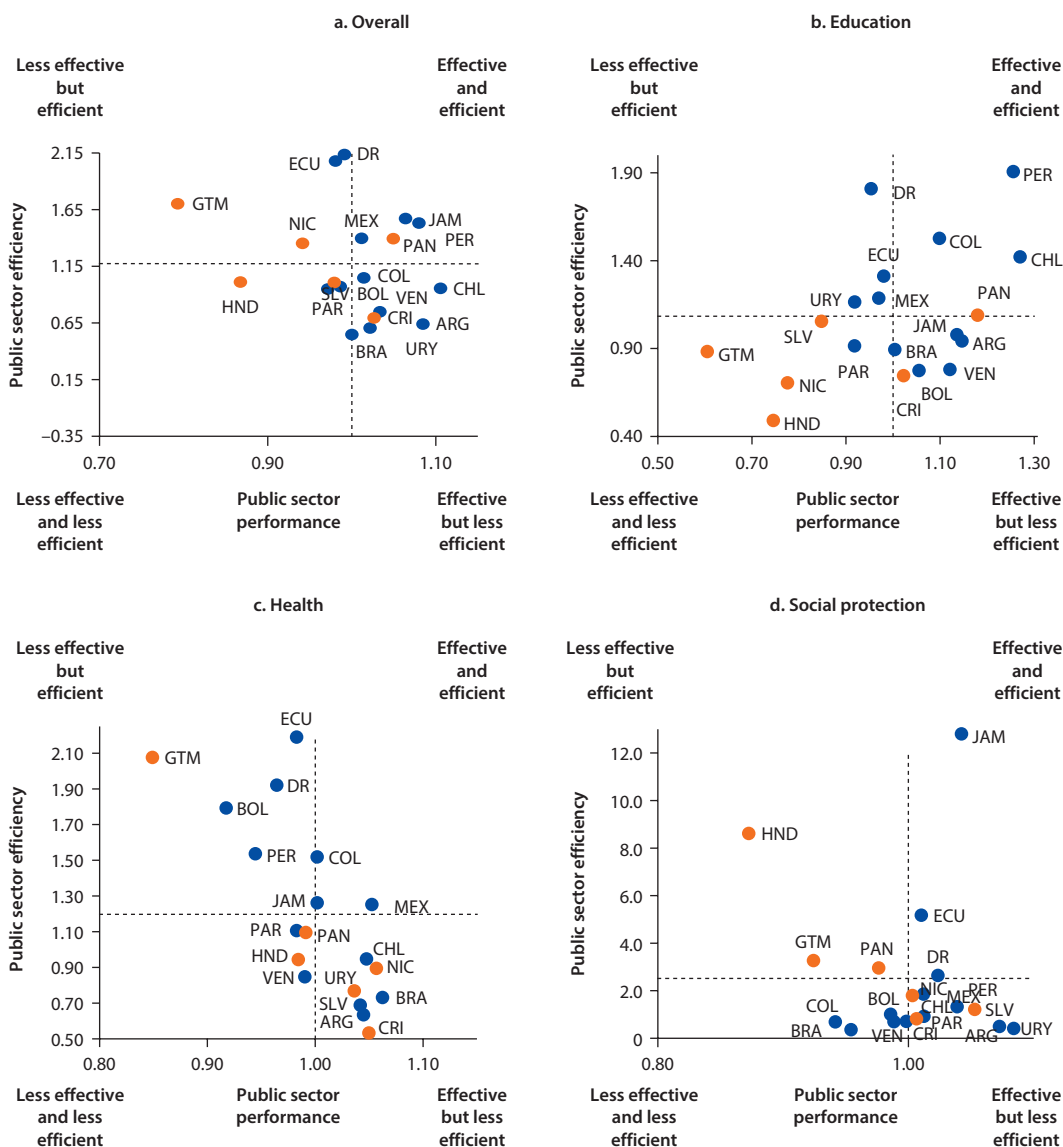 a. Overall
Less effective
but
efficient
Effective
and
efficient
Public sector efficiency
2.15
1.65
1.15
0.65
0.15
–0.35
0.70
0.90
1.10
ECU
DR
GTM
NIC
MEX
JAM
PAN
PER
HND
SLV
PAR
BOL
COL
VEN
CHL
CRI
ARG
BRA
URY
Less effective
and less
efficient
Public sector
performance
Effective
but less
efficient
b. Education
Less effective
but
efficient
Effective
and
efficient
Public sector efficiency
1.90
1.40
0.90
0.40
0.50
0.70
0.90
1.10
1.30
PER
DR
COL
CHL
ECU
URY
MEX
PAN
SLV
JAM
ARG
GTM
PAR
BRA
NIC
VEN
BOL
CRI
HND
Less effective
and less
efficient
Public sector
performance
Effective
but less
efficient
c. Health
Less effective
but
efficient
Effective
and
efficient
Public sector efficiency
2.10
1.90
1.70
1.50
1.30
1.10
0.90
0.70
0.50
0.80
0.90
1.00
1.10
ECU
GTM
DR
BOL
PER
COL
JAM
MEX
PAR
PAN
HND
CHL
NIC
VEN
URY
SLV
BRA
ARG
CRI
Less effective
and less
efficient
Public sector
performance
Effective
but less
efficient
d. Social protection
Less effective
but
efficient
Effective
and
efficient
Public sector efficiency
12.0
10.0
8.0
6.0
4.0
2.0
0
0.80
1.00
JAM
HND
ECU
GTM
PAN
DR
NIC
PER
MEX
COL
BOL
CHL
SLV
BRA
VEN
CRI
PAR
ARG
URY
Less effective
and less
efficient
Public sector
performance
Effective
but less
efficient